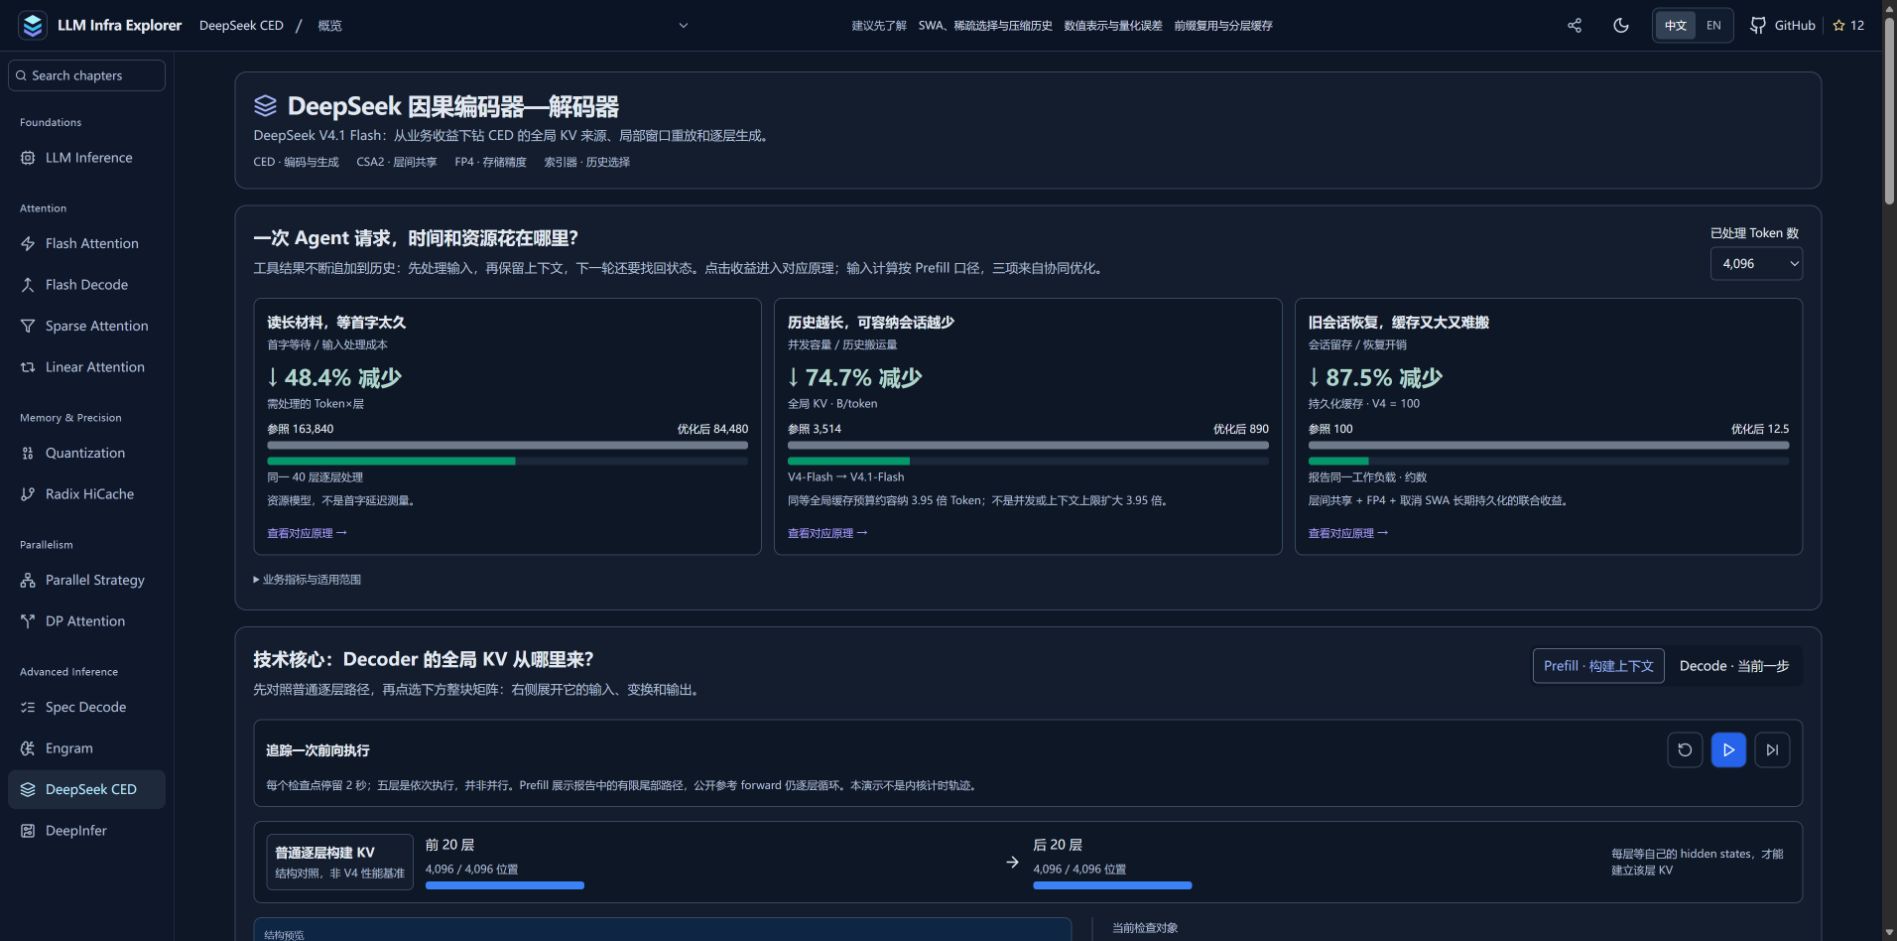 LLM Infra Explorer
DeepSeek CED / 概览
建议先了解 SWA、稀疏选择与压缩历史 数值表示与量化误差 前缀复用与分层缓存
中文 EN
GitHub
12
Search chapters
Foundations
LLM Inference
Attention
Flash Attention
Flash Decode
Sparse Attention
Linear Attention
Memory & Precision
Quantization
Radix HiCache
Parallelism
Parallel Strategy
DP Attention
Advanced Inference
Spec Decode
Engram
DeepSeek CED
DeepInfer
DeepSeek 因果编码器—解码器
DeepSeek V4.1 Flash：从业务收益下钻 CED 的全局 KV 来源、局部窗口重放和逐层生成。
CED · 编码与生成 CSA2 · 层间共享 FP4 · 存储精度 索引器 · 历史选择
一次 Agent 请求，时间和资源花在哪里？
工具结果不断追加到历史：先处理输入，再保留上下文，下一轮还要找回状态。点击收益进入对应原理；输入计算按 Prefill 口径，三项来自协同优化。
已处理 Token 数
4,096
读长材料，等首字太久
首字等待 / 输入处理成本
↓ 48.4% 减少
需处理的 Token×层
参照 163,840 优化后 84,480
同一 40 层逐层处理
资源模型，不是首字延迟测量。
查看对应原理 →
历史越长，可容纳会话越少
并发容量 / 历史搬运量
↓ 74.7% 减少
全局 KV · B/token
参照 3,514 优化后 890
V4-Flash → V4.1-Flash
同等全局缓存预算约容纳 3.95 倍 Token；不是并发或上下文上限扩大 3.95 倍。
查看对应原理 →
旧会话恢复，缓存又大又难搬
会话留存 / 恢复开销
↓ 87.5% 减少
持久化缓存 · V4 = 100
参照 100 优化后 12.5
报告同一工作负载 · 约数
层间共享 + FP4 + 取消 SWA 长期持久化的联合收益。
查看对应原理 →
▶ 业务指标与适用范围
技术核心：Decoder 的全局 KV 从哪里来？
先对照普通逐层路径，再点选下方整块矩阵：右侧展开它的输入、变换和输出。
Prefill · 构建上下文 Decode · 当前一步
追踪一次前向执行
每个检查点停留 2 秒；五层是依次执行，并非并行。Prefill 展示报告中的有限尾部路径，公开参考 forward 仍逐层循环。本演示不是内核计时轨迹。
普通逐层构建 KV
结构对照，非 V4 性能基准
前 20 层
4,096 / 4,096 位置
→
后 20 层
4,096 / 4,096 位置
每层等自己的 hidden states，才能
建立该层 KV
结构预览
当前检查对象